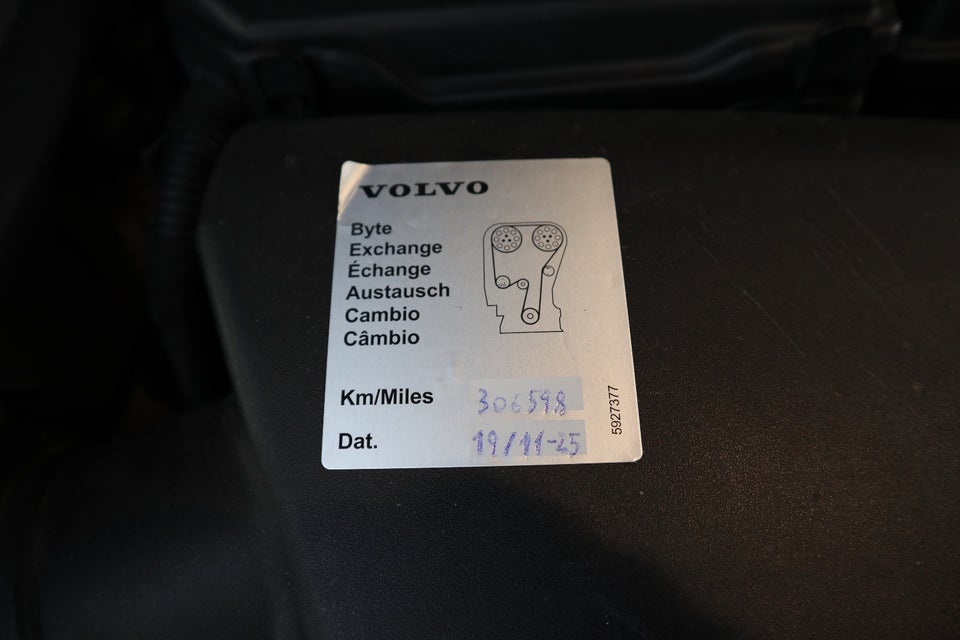 VOLVO
Byte
Exchange
Échange
Austausch
Cambio
Câmbio
Km/Miles 306598
Dat. 19/11-25
5927377